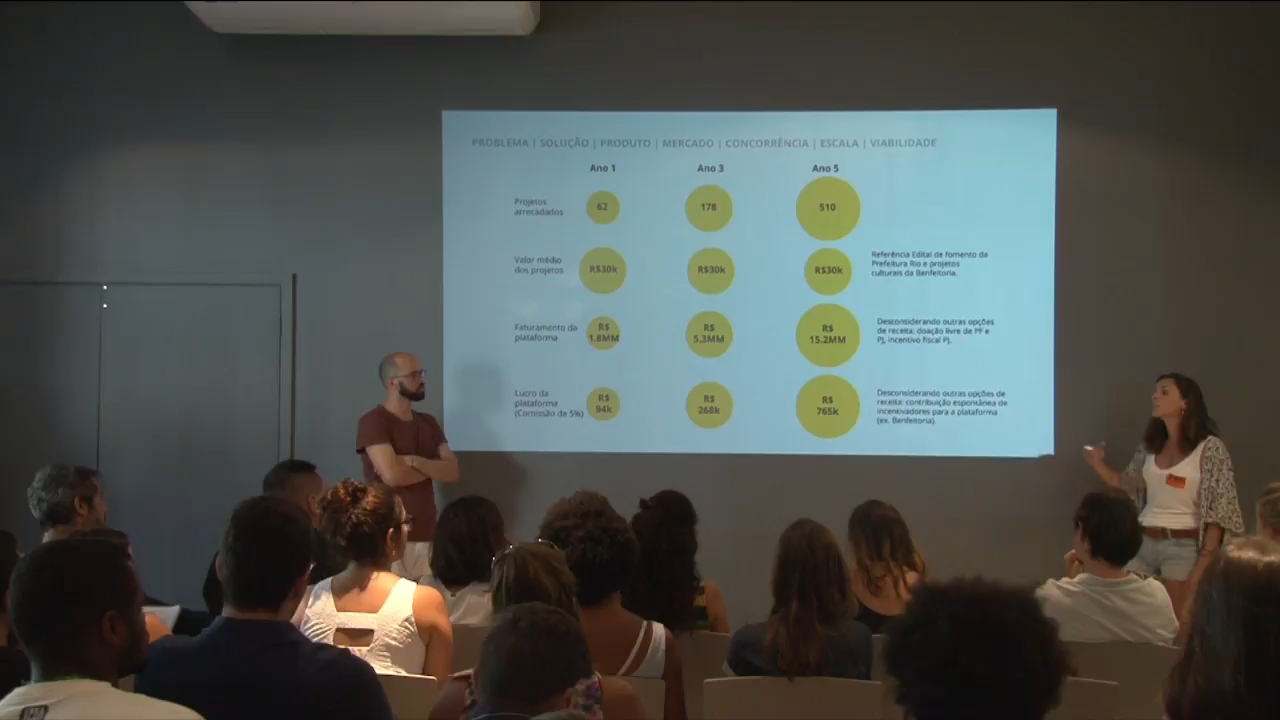 PROBLEMA | SOLUÇÃO | PRODUTO | MERCADO | CONCORRÊNCIA | ESCALA | VIABILIDADE
Ano 1
Ano 3
Ano 5
Projetos
arrecadados
62
178
510
Valor médio
dos projetos
R$30k
R$30k
R$30k
Referência Edital de fomento da
Prefeitura Rio e projetos
culturais da Benfeitoria.
Faturamento da
plataforma
R$
1.8MM
R$
5.3MM
R$
15.2MM
Desconsiderando outras opções
de receita: doação livre de PF e
PJ, incentivo fiscal PJ.
Lucro da
plataforma
(Comissão de 5%)
R$
94k
R$
268k
R$
765k
Desconsiderando outras opções de
receita: contribuição espontânea de
incentivadores para a plataforma
(ex. Benfeitoria).